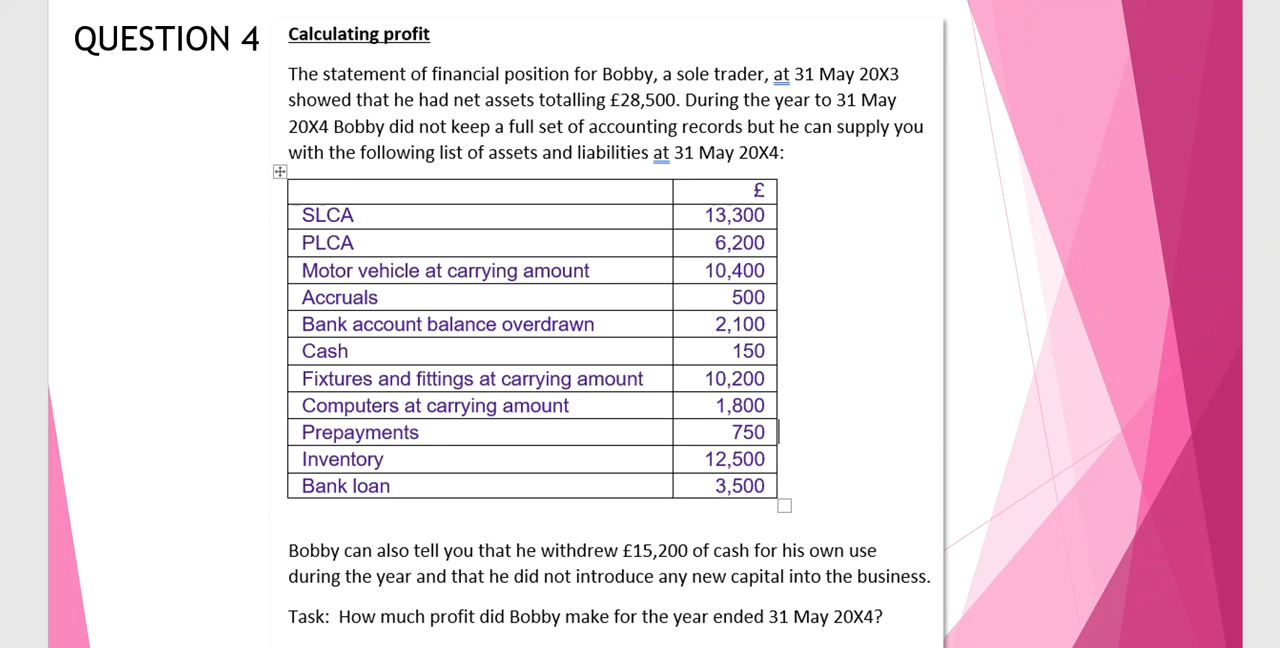 QUESTION 4
Calculating profit
The statement of financial position for Bobby, a sole trader, at 31 May 20X3
showed that he had net assets totalling £28,500. During the year to 31 May
20X4 Bobby did not keep a full set of accounting records but he can supply you
with the following list of assets and liabilities at 31 May 20X4:
£
SLCA 13,300
PLCA 6,200
Motor vehicle at carrying amount 10,400
Accruals 500
Bank account balance overdrawn 2,100
Cash 150
Fixtures and fittings at carrying amount 10,200
Computers at carrying amount 1,800
Prepayments 750
Inventory 12,500
Bank loan 3,500
Bobby can also tell you that he withdrew £15,200 of cash for his own use
during the year and that he did not introduce any new capital into the business.
Task: How much profit did Bobby make for the year ended 31 May 20X4?